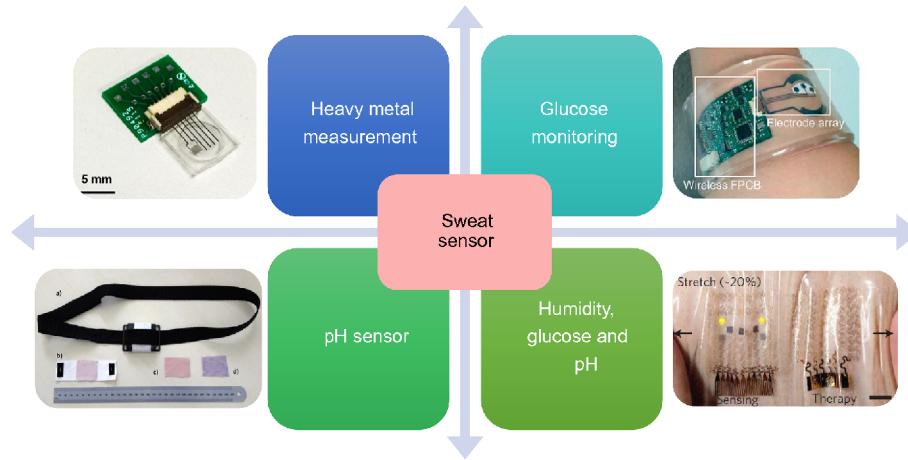 Heavy metal
measurement
Glucose
monitoring
5 mm
Electrode array
Wireless FPCB
Sweat
sensor
a)
b)
c)
d)
pH sensor
Humidity,
glucose and
pH
Stretch (~20%)
Sensing
Therapy